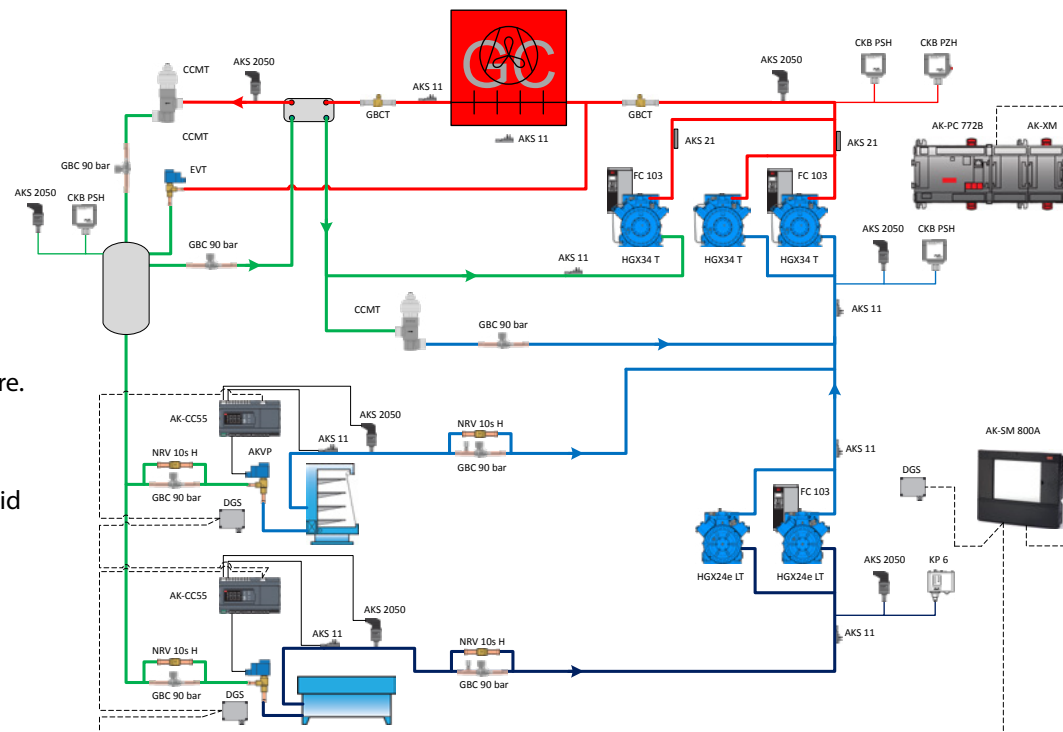 CKB PSH
CKB PZH
CCMT
AKS 2050
AKS 2050
AKS 11
GC
GBCT
GBCT
AK-PC 772B
AK-XM
CCMT
AKS 11
AKS 21
AKS 21
GBC 90 bar
EVT
FC 103
FC 103
AKS 2050
CKB PSH
GBC 90 bar
HGX34 T
HGX34 T
HGX34 T
AKS 2050
CKB PSH
AKS 11
CCMT
GBC 90 bar
AKS 11
re.
AK-CC55
AKS 2050
NRV 10s H
AKS 11
AKVP
NRV 10s H
GBC 90 bar
AK-SM 800A
AKS 11
id
GBC 90 bar
DGS
DGS
FC 103
HGX24e LT
HGX24e LT
AKS 2050
KP 6
AK-CC55
AKS 2050
AKS 11
AKS 11
NRV 10s H
NRV 10s H
GBC 90 bar
DGS
GBC 90 bar